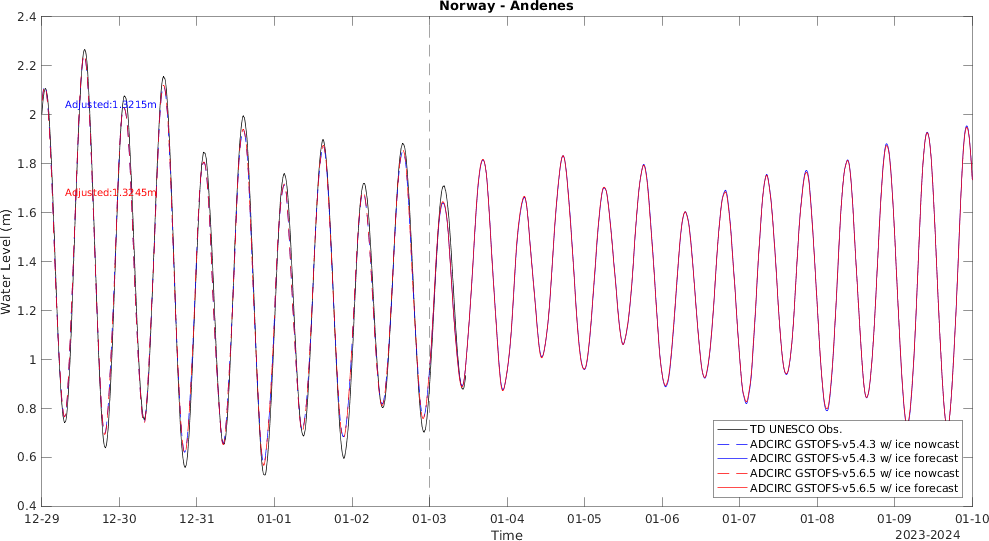 Norway - Andenes
2.4
2.2
2
1.8
1.6
1.4
1.2
1
0.8
0.6
0.4
Water Level (m)
Adjusted:1.3215m
Adjusted:1.3245m
TD UNESCO Obs.
ADCIRC GSTOFS-v5.4.3 w/ ice nowcast
ADCIRC GSTOFS-v5.4.3 w/ ice forecast
ADCIRC GSTOFS-v5.6.5 w/ ice nowcast
ADCIRC GSTOFS-v5.6.5 w/ ice forecast
12-29 12-30 12-31 01-01 01-02 01-03 01-04 01-05 01-06 01-07 01-08 01-09 01-10
Time
2023-2024